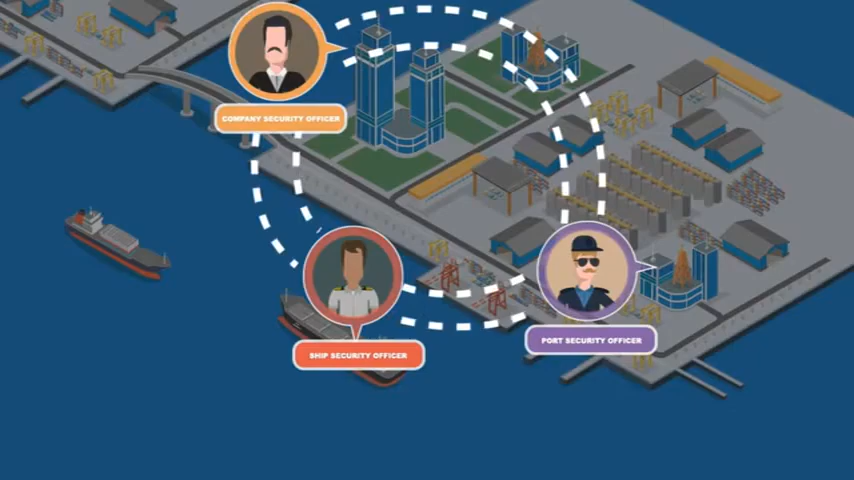 COMPANY SECURITY OFFICER
SHIP SECURITY OFFICER
PORT SECURITY OFFICER